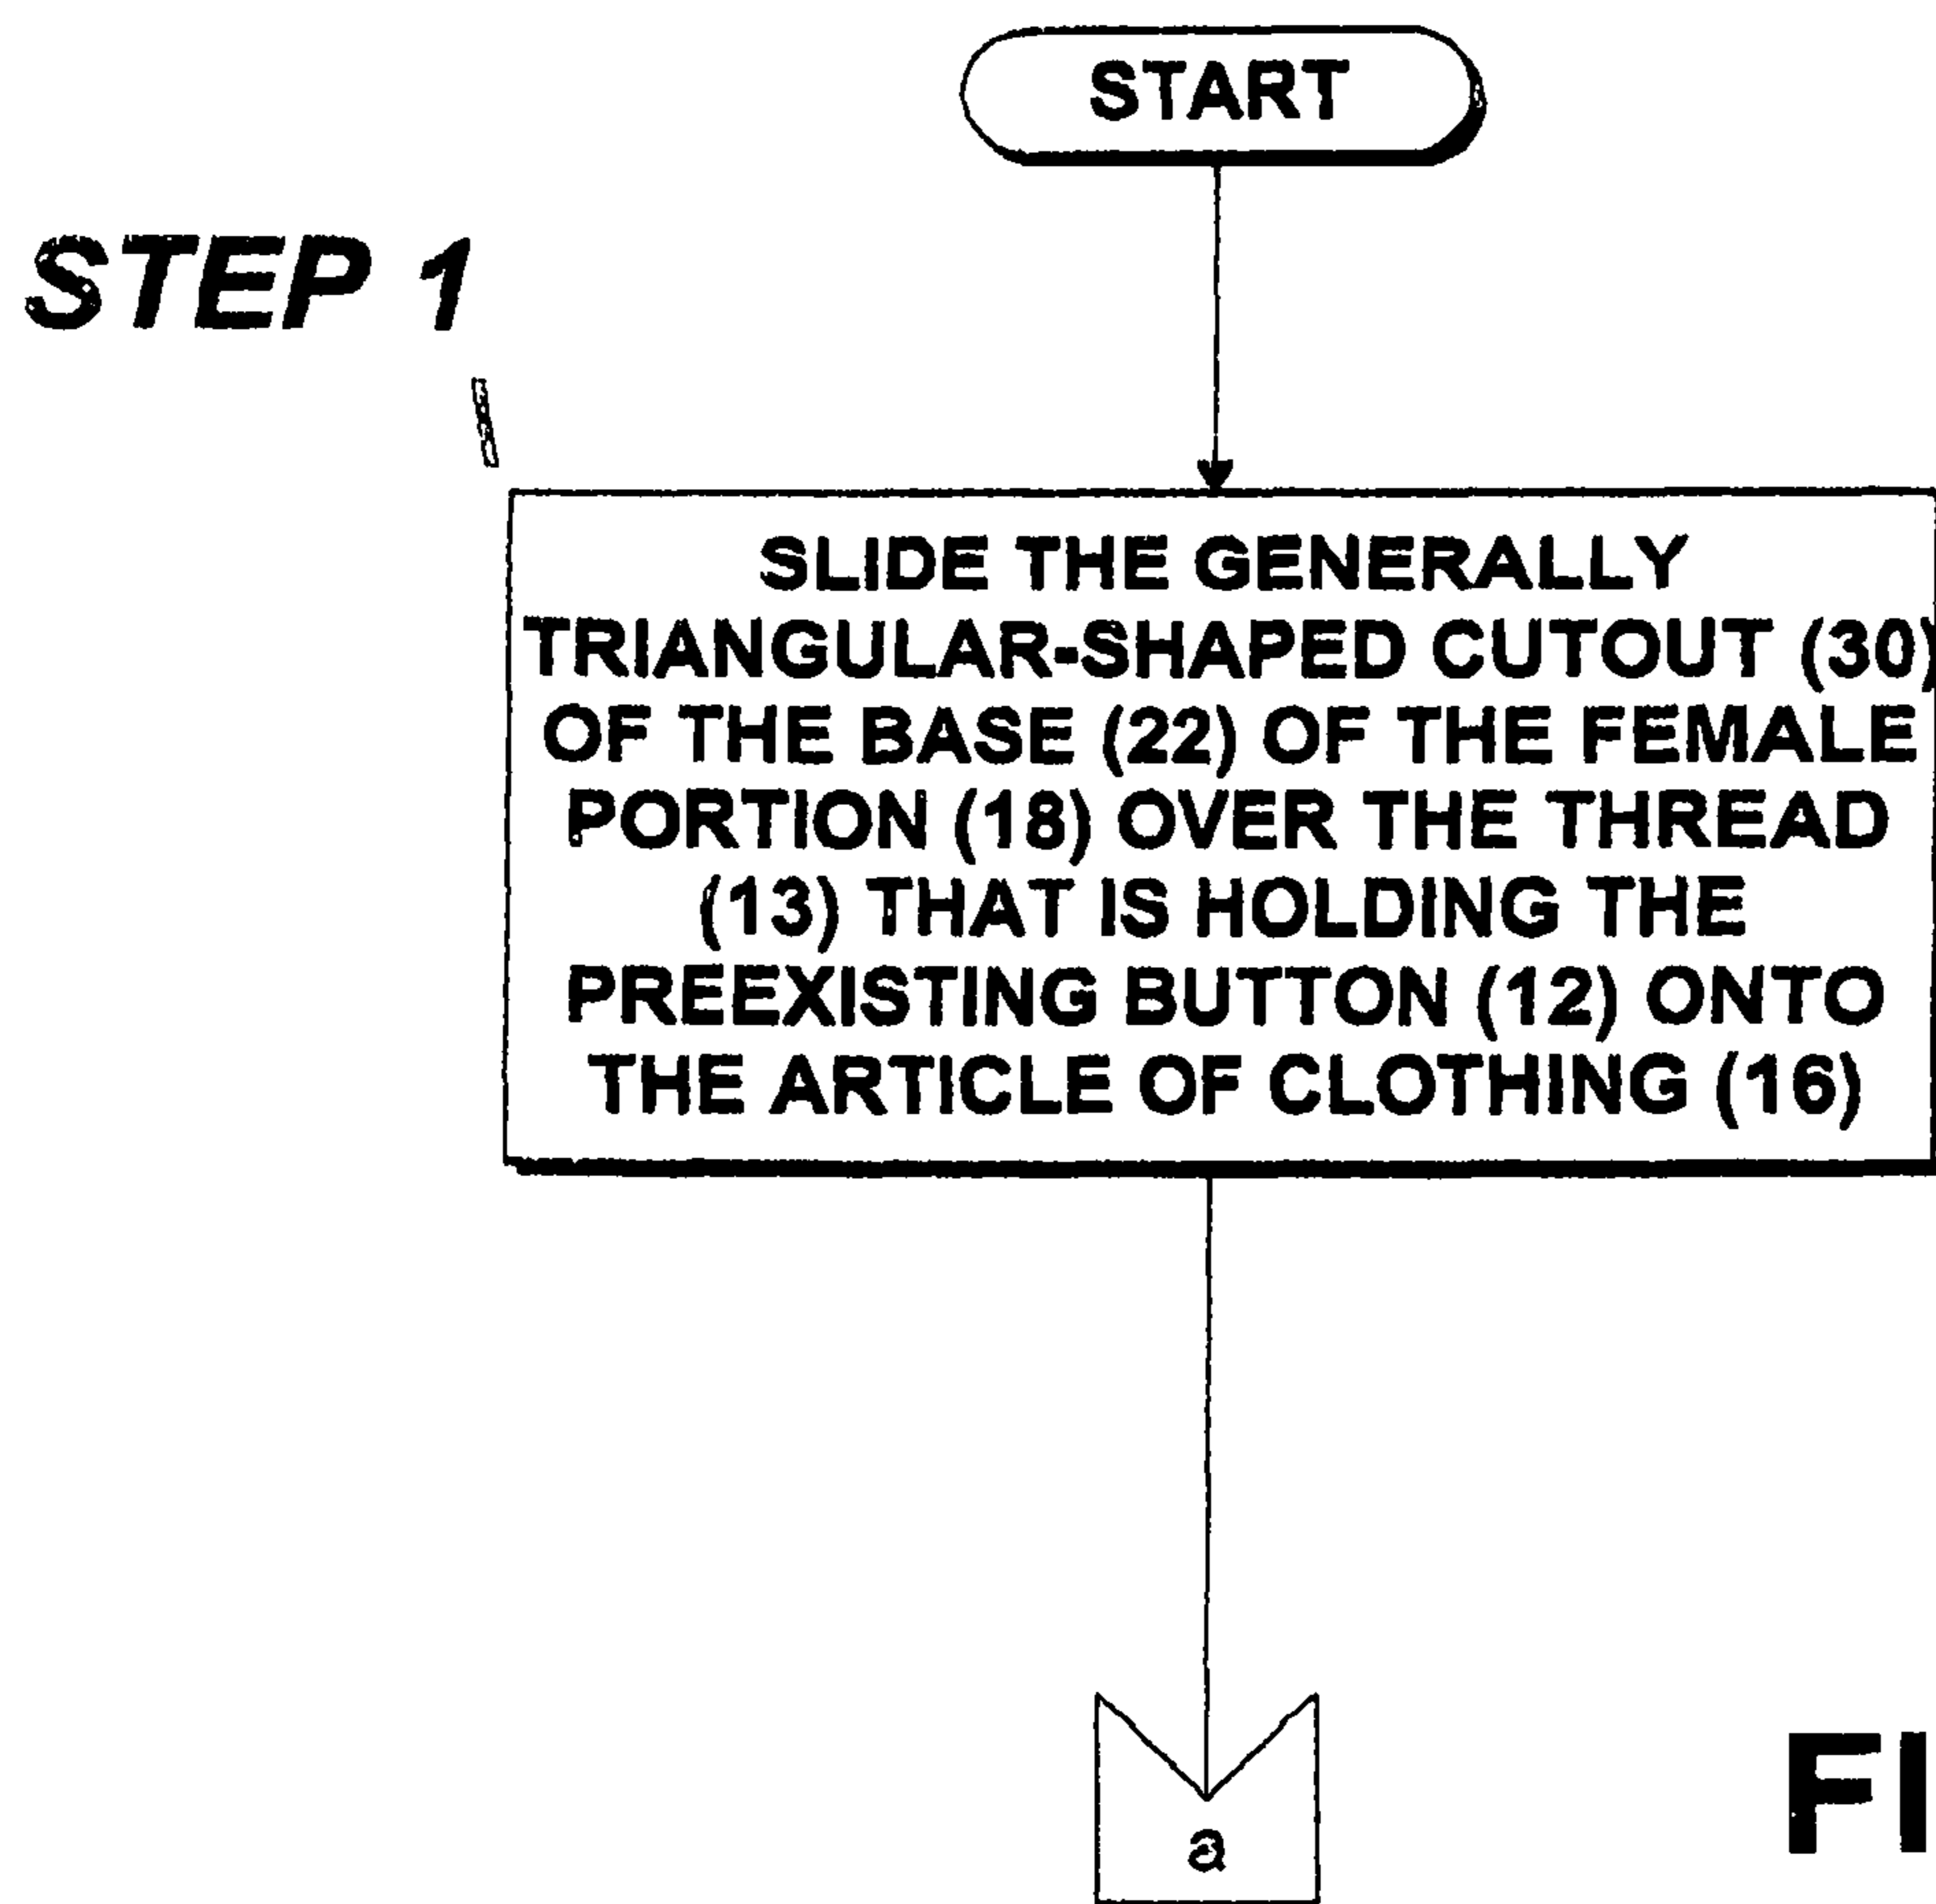 START
STEP 1
SLIDE THE GENERALLY
TRIANGULAR-SHAPED CUTOUT (30)
OF THE BASE (22) OF THE FEMALE
PORTION (18) OVER THE THREAD
(13) THAT IS HOLDING THE
PREEXISTING BUTTON (12) ONTO
THE ARTICLE OF CLOTHING (16)
a
FI